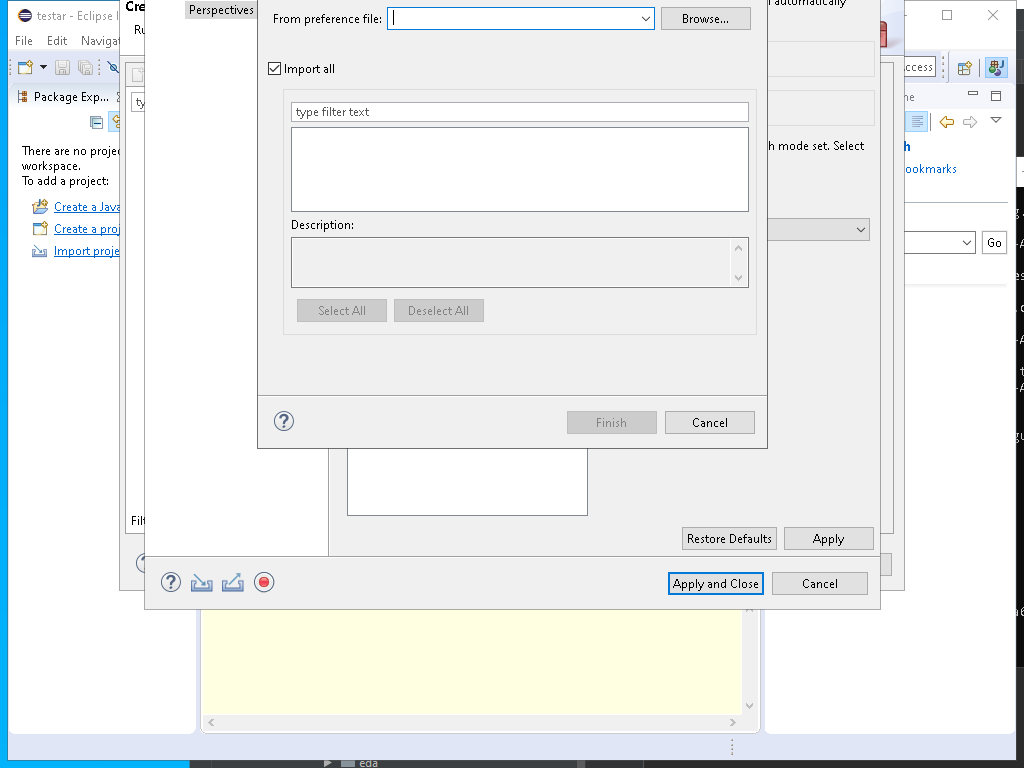 testar - Eclipse I
File Edit Navigat
Package Exp...
There are no proje
workspace.
To add a project:
Create a Java
Create a proj
Import proje
Cre
Ru
ty
Filt
Perspectives
From preference file:
Browse...
Import all
type filter text
Description:
Select All
Deselect All
Finish
Cancel
automatically
h mode set. Select
Restore Defaults
Apply
Apply and Close
Cancel
ccess
ne
h
ookmarks
Go
eda